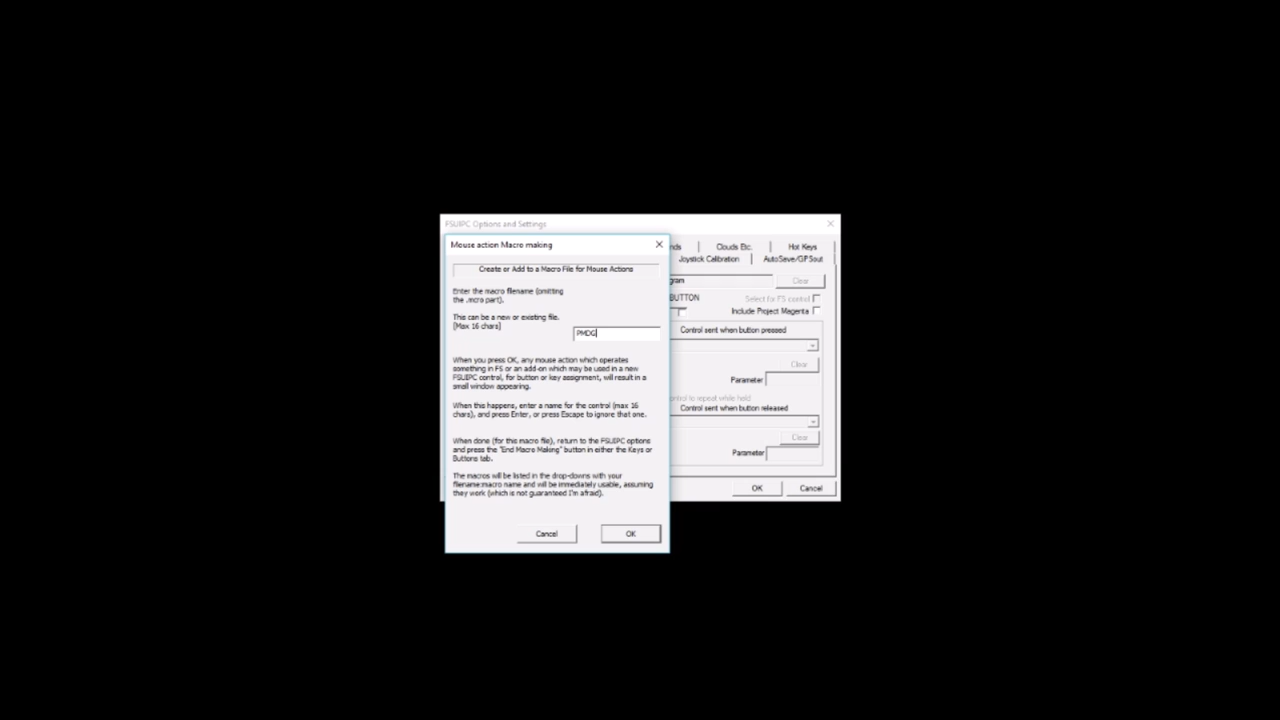 FSUIPC Options and Settings
Mouse action Macro making
nds
Clouds Etc.
Hot Keys
Create or Add to a Macro File for Mouse Actions
Joystick Calibration
AutoSave/GPSout
gram
Clear
Enter the macro filename (omitting
the .mcro part).
BUTTON
Select for FS control
Include Project Magenta
This can be a new or existing file.
[Max 16 chars]
PMDG
Control sent when button pressed
When you press OK, any mouse action which operates
something in FS or an add-on which may be used in a new
FSUIPC control, for button or key assignment, will result in a
small window appearing.
Clear
Parameter
ontrol to repeat while held
When this happens, enter a name for the control (max 16
chars), and press Enter, or press Escape to ignore that one.
Control sent when button released
When done (for this macro file), return to the FSUIPC options
and press the "End Macro Making" button in either the Keys or
Buttons tab.
Clear
Parameter
The macros will be listed in the drop-downs with your
filename:macro name and will be immediately usable, assuming
they work (which is not guaranteed I'm afraid).
OK
Cancel
Cancel
OK